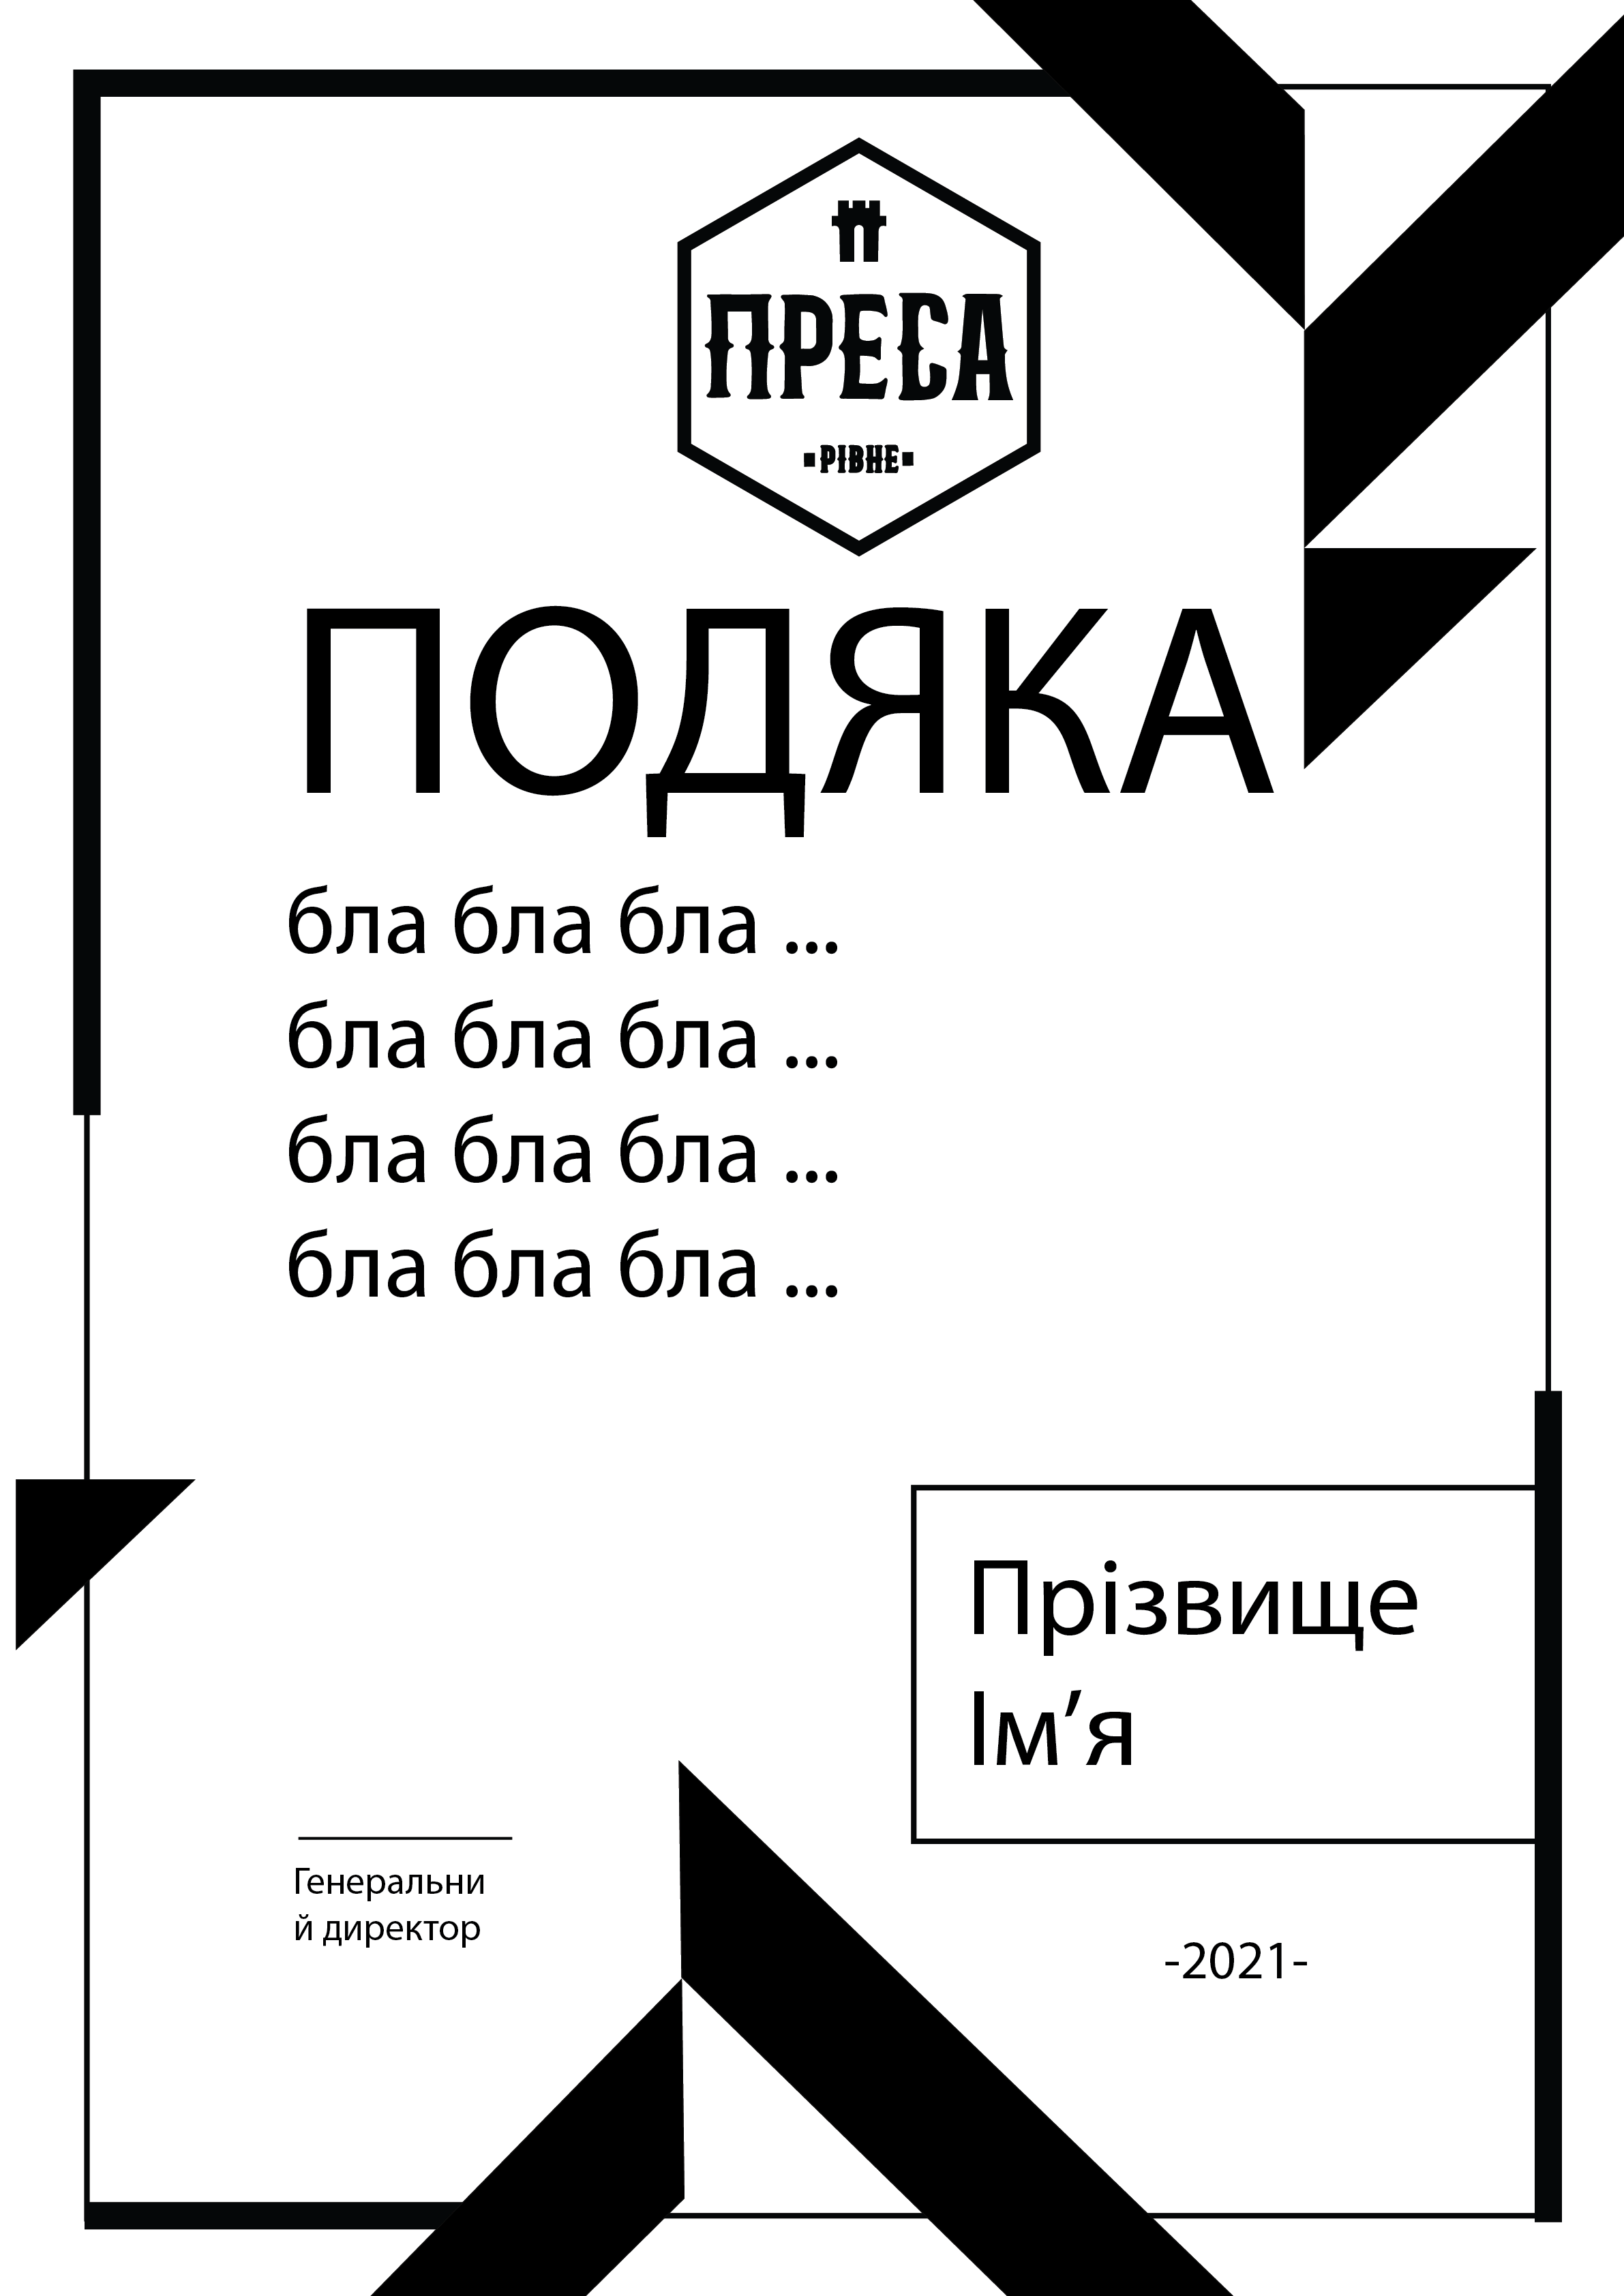 ПРЕСА
▪РІВНЕ▪
ПОДЯКА
бла бла бла ...
бла бла бла ...
бла бла бла ...
бла бла бла ...
Прізвище
Ім’я
Генеральни
й директор
-2021-